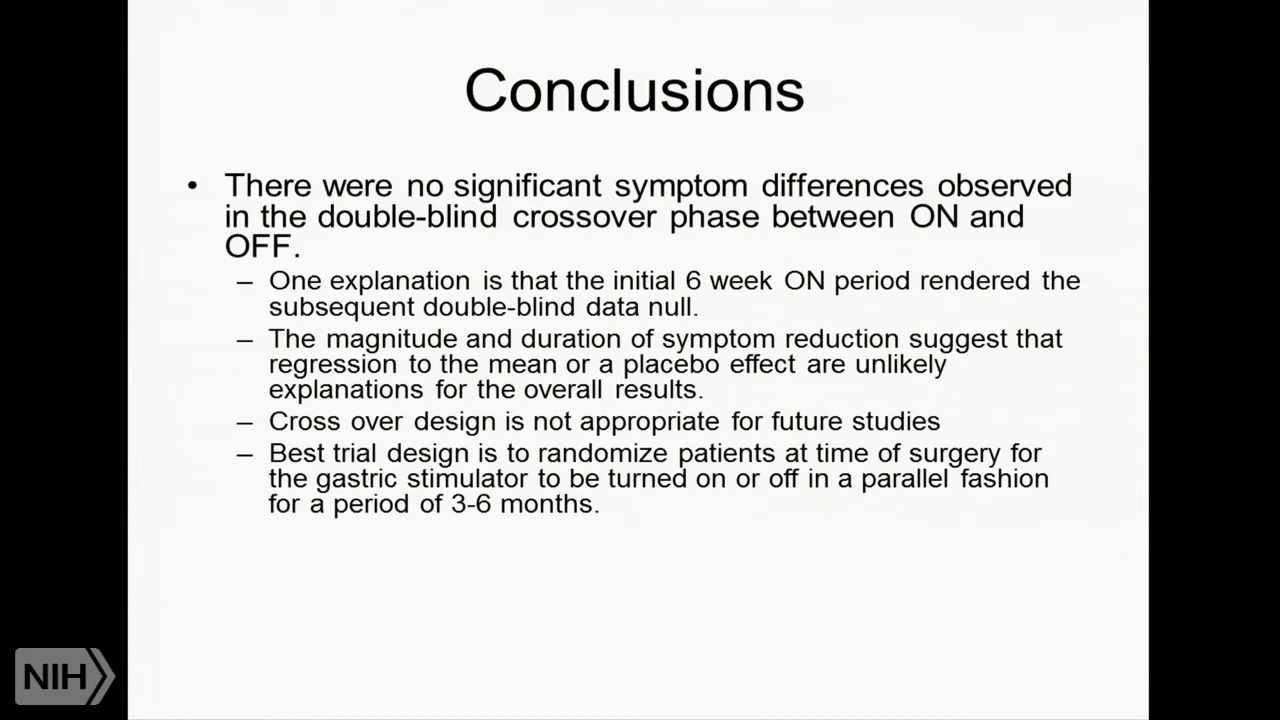 Conclusions
• There were no significant symptom differences observed
in the double-blind crossover phase between ON and
OFF.
– One explanation is that the initial 6 week ON period rendered the
subsequent double-blind data null.
– The magnitude and duration of symptom reduction suggest that
regression to the mean or a placebo effect are unlikely
explanations for the overall results.
– Cross over design is not appropriate for future studies
– Best trial design is to randomize patients at time of surgery for
the gastric stimulator to be turned on or off in a parallel fashion
for a period of 3-6 months.
NIH